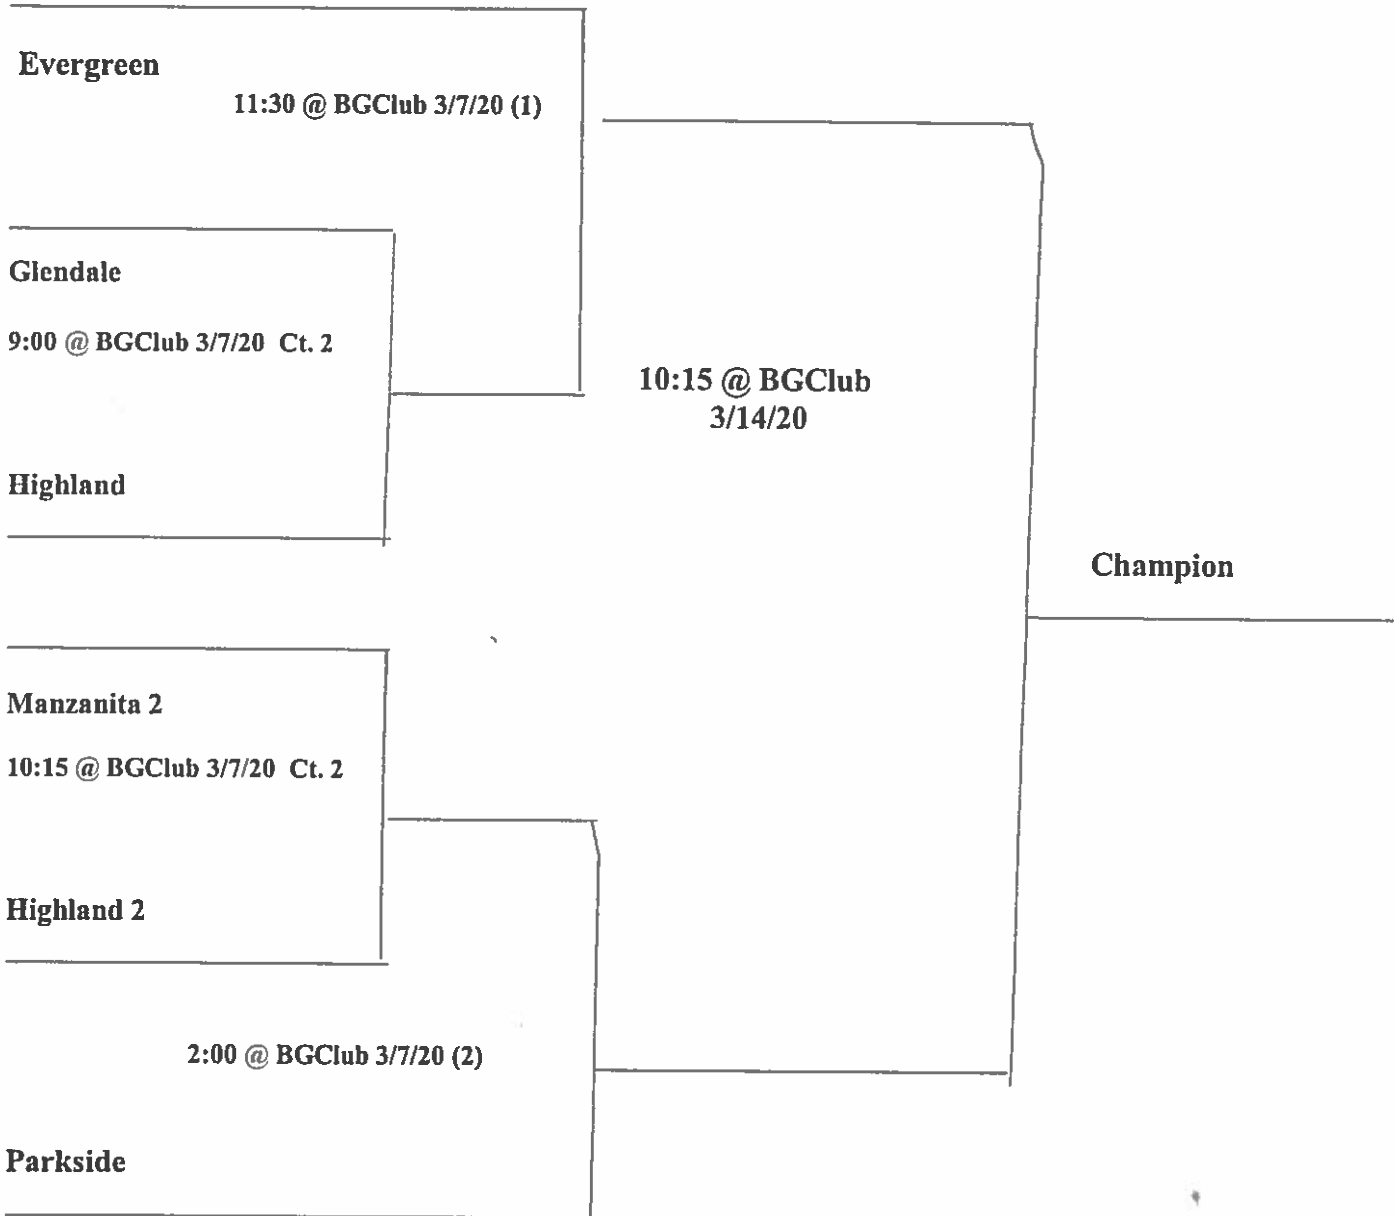 Evergreen
11:30 @ BGClub 3/7/20 (1)
Glendale
9:00 @ BGClub 3/7/20 Ct. 2
10:15 @ BGClub
3/14/20
Highland
Champion
Manzanita 2
10:15 @ BGClub 3/7/20 Ct. 2
Highland 2
2:00 @ BGClub 3/7/20 (2)
Parkside